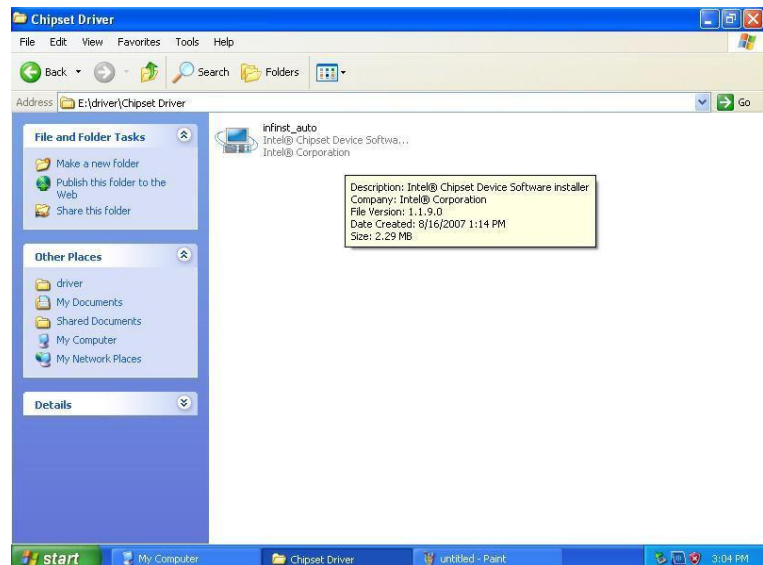 Chipset Driver
File Edit View Favorites Tools Help
Back Search Folders
Address E:\driver\Chipset Driver Go
File and Folder Tasks
Make a new folder
Publish this folder to the
Web
Share this folder
Other Places
driver
My Documents
Shared Documents
My Computer
My Network Places
Details
infinst_auto
Intel® Chipset Device Softwa...
Intel® Corporation
Description: Intel® Chipset Device Software installer
Company: Intel® Corporation
File Version: 1.1.9.0
Date Created: 8/16/2007 1:14 PM
Size: 2.29 MB
start My Computer Chipset Driver untitled - Paint 3:04 PM